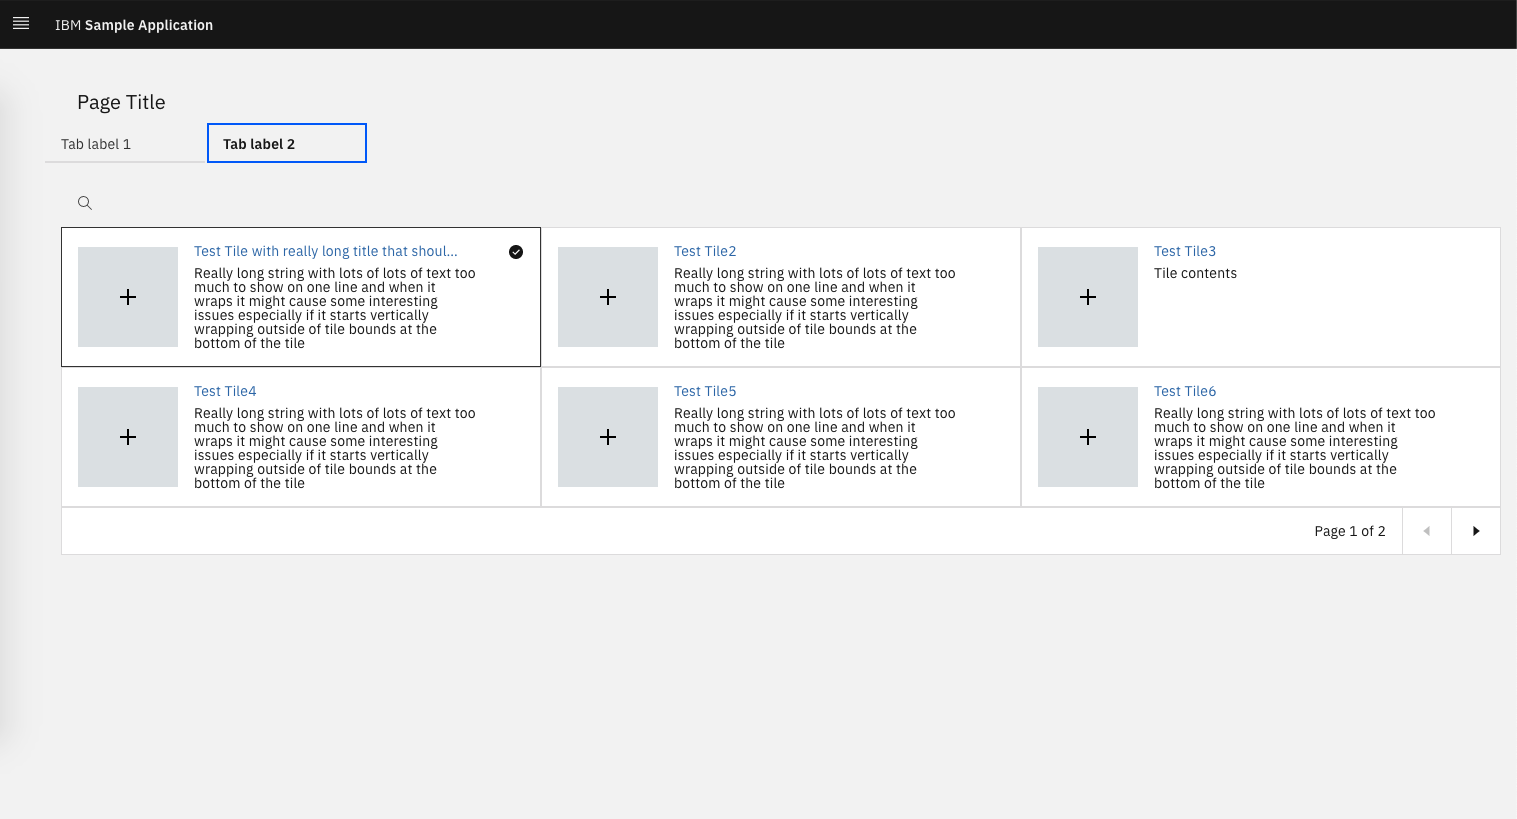 IBM Sample Application
Page Title
Tab label 1
Tab label 2
Test Tile with really long title that shoul...
Really long string with lots of lots of text too
much to show on one line and when it
wraps it might cause some interesting
issues especially if it starts vertically
wrapping outside of tile bounds at the
bottom of the tile
Test Tile2
Really long string with lots of lots of text too
much to show on one line and when it
wraps it might cause some interesting
issues especially if it starts vertically
wrapping outside of tile bounds at the
bottom of the tile
Test Tile3
Tile contents
Test Tile4
Really long string with lots of lots of text too
much to show on one line and when it
wraps it might cause some interesting
issues especially if it starts vertically
wrapping outside of tile bounds at the
bottom of the tile
Test Tile5
Really long string with lots of lots of text too
much to show on one line and when it
wraps it might cause some interesting
issues especially if it starts vertically
wrapping outside of tile bounds at the
bottom of the tile
Test Tile6
Really long string with lots of lots of text too
much to show on one line and when it
wraps it might cause some interesting
issues especially if it starts vertically
wrapping outside of tile bounds at the
bottom of the tile
Page 1 of 2